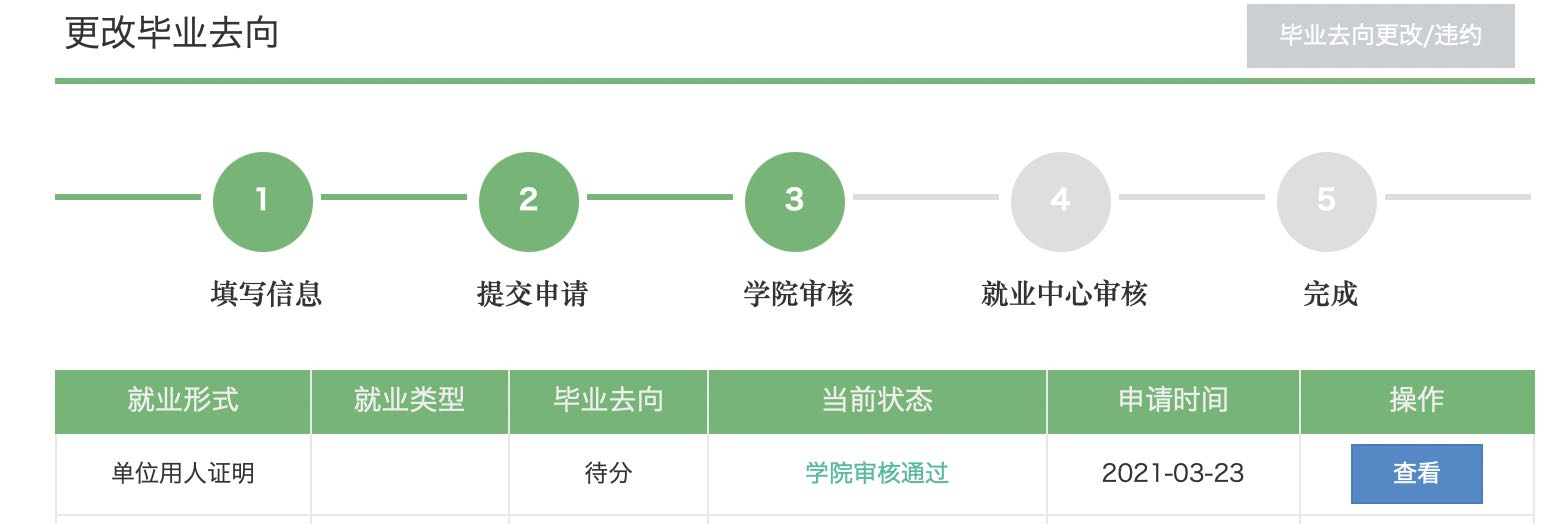 更改毕业去向
毕业去向更改/违约
1 2 3 4 5
填写信息 提交申请 学院审核 就业中心审核 完成
就业形式 就业类型 毕业去向 当前状态 申请时间 操作
单位用人证明 待分 学院审核通过 2021-03-23 查看